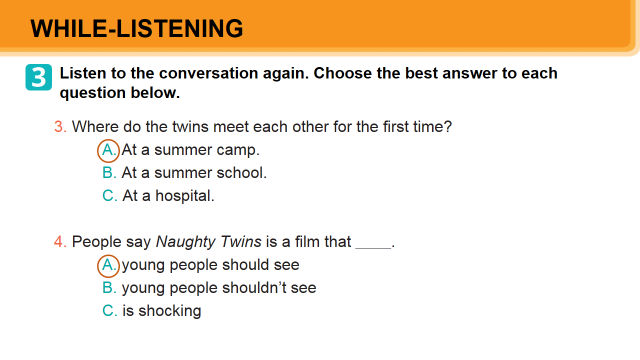 WHILE-LISTENING
3 Listen to the conversation again. Choose the best answer to each
question below.
3. Where do the twins meet each other for the first time?
A. At a summer camp.
B. At a summer school.
C. At a hospital.
4. People say Naughty Twins is a film that ____.
A. young people should see
B. young people shouldn't see
C. is shocking